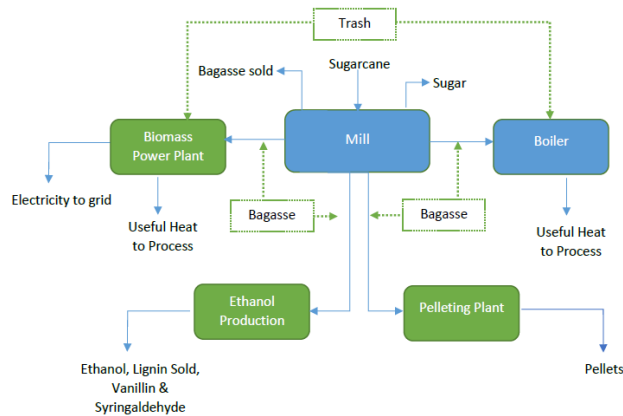 Trash
Sugarcane
Bagasse sold
Sugar
Biomass
Power Plant
Mill
Boiler
Electricity to grid
Useful Heat
to Process
Bagasse
Bagasse
Useful Heat
to Process
Ethanol
Production
Pelleting Plant
Ethanol, Lignin Sold,
Vanillin &
Syringaldehyde
Pellets